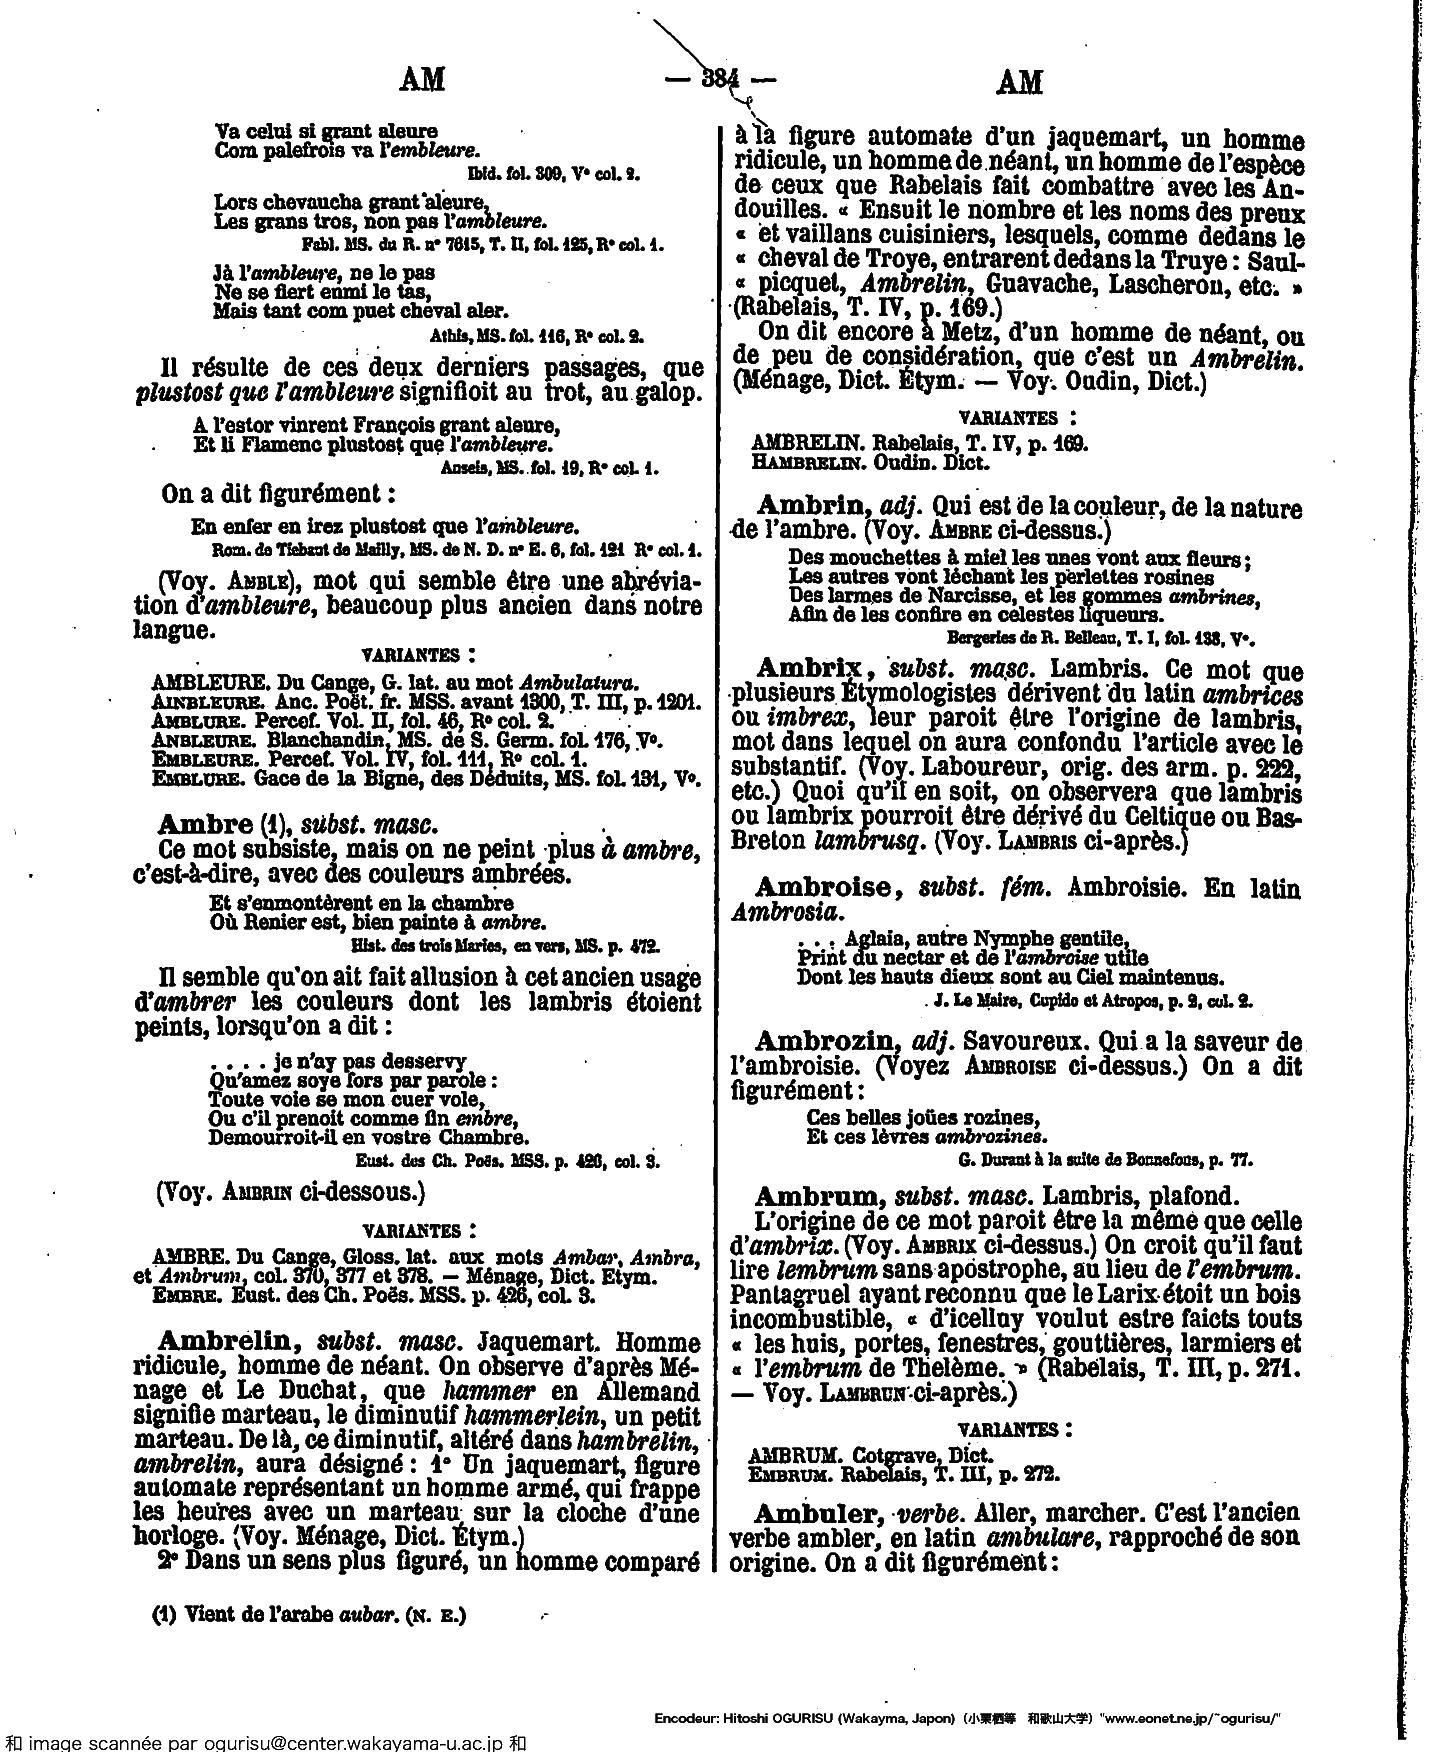 AM
— 384 —
AM
Va celui si grant aleure
Com palefrois va l'embleure.
Ibid. fol. 309, V° col. 2.
Lors chevaucha grant aleure,
Les grans tros, non pas l'ambleure.
Fabl. MS. du R. n° 7615, T. II, fol. 125, R° col. 1.
Jà l'ambleure, ne le pas
Ne se fiert enmi le tas,
Mais tant com puet cheval aler.
Athis, MS. fol. 116, R° col. 2.
Il résulte de ces deux derniers passages, que
plustost que l'ambleure signifioit au trot, au galop.
A l'estor vinrent François grant aleure,
Et li Flamenc plustost que l'ambleure.
Anseis, MS. fol. 19, R° col. 1.
On a dit figurément :
En enfer en irez plustost que l'ambleure.
Rom. de Tiebaut de Mailly, MS. de N. D. n° E. 6, fol. 121 R° col. 1.
(Voy. AMBLE), mot qui semble être une abrévia-
tion d'ambleure, beaucoup plus ancien dans notre
langue.
VARIANTES :
AMBLEURE. Du Cange, G. lat. au mot Ambulatura.
AINBLEURE. Anc. Poët. fr. MSS. avant 1300, T. III, p. 1201.
AMBLURE. Percef. Vol. II, fol. 46, R° col. 2.
ANBLEURE. Blanchandin, MS. de S. Germ. fol. 176, V°.
EMBLEURE. Percef. Vol. IV, fol. 111, R° col. 1.
EMBLURE. Gace de la Bigne, des Déduits, MS. fol. 131, V°.
Ambre (1), subst. masc.
Ce mot subsiste, mais on ne peint plus à ambre,
c'est-à-dire, avec des couleurs ambrées.
Et s'enmontèrent en la chambre
Où Renier est, bien painte à ambre.
Hist. des trois Maries, en vers, MS. p. 472.
Il semble qu'on ait fait allusion à cet ancien usage
d'ambrer les couleurs dont les lambris étoient
peints, lorsqu'on a dit :
. . . . je n'ay pas desservy
Qu'amez soye fors par parole :
Toute voie se mon cuer vole,
Ou c'il prenoit comme fin embre,
Demourroit-il en vostre Chambre.
Eust. des Ch. Poës. MSS. p. 426, col. 3.
(Voy. AMBRIN ci-dessous.)
VARIANTES :
AMBRE. Du Cange, Gloss. lat. aux mots Ambar, Ambra,
et Ambrum, col. 370, 377 et 378. — Ménage, Dict. Etym.
EMBRE. Eust. des Ch. Poës. MSS. p. 426, col. 3.
Ambrelin, subst. masc. Jaquemart. Homme
ridicule, homme de néant. On observe d'après Mé-
nage et Le Duchat, que hammer en Allemand
signifie marteau, le diminutif hammerlein, un petit
marteau. De là, ce diminutif, altéré dans hambrelin,
ambrelin, aura désigné : 1° Un jaquemart, figure
automate représentant un homme armé, qui frappe
les heures avec un marteau sur la cloche d'une
horloge. (Voy. Ménage, Dict. Étym.)
2° Dans un sens plus figuré, un homme comparé
(1) Vient de l'arabe aubar. (N. E.)
à la figure automate d'un jaquemart, un homme
ridicule, un homme de néant, un homme de l'espèce
de ceux que Rabelais fait combattre avec les An-
douilles. « Ensuit le nombre et les noms des preux
« et vaillans cuisiniers, lesquels, comme dedans le
« cheval de Troye, entrarent dedans la Truye : Saul-
« picquet, Ambrelin, Guavache, Lascheron, etc. »
(Rabelais, T. IV, p. 169.)
On dit encore à Metz, d'un homme de néant, ou
de peu de considération, que c'est un Ambrelin.
(Ménage, Dict. Étym. — Voy. Oudin, Dict.)
VARIANTES :
AMBRELIN. Rabelais, T. IV, p. 169.
HAMBRELIN. Oudin. Dict.
Ambrin, adj. Qui est de la couleur, de la nature
de l'ambre. (Voy. AMBRE ci-dessus.)
Des mouchettes à miel les unes vont aux fleurs ;
Les autres vont léchant les perlettes rosines
Des larmes de Narcisse, et les gommes ambrines,
Afin de les confire en celestes liqueurs.
Bergeries de R. Belleau, T. I, fol. 138, V°.
Ambrix, subst. masc. Lambris. Ce mot que
plusieurs Étymologistes dérivent du latin ambrices
ou imbrex, leur paroit être l'origine de lambris,
mot dans lequel on aura confondu l'article avec le
substantif. (Voy. Laboureur, orig. des arm. p. 222,
etc.) Quoi qu'il en soit, on observera que lambris
ou lambrix pourroit être dérivé du Celtique ou Bas-
Breton lambrusq. (Voy. LAMBRIS ci-après.)
Ambroise, subst. fém. Ambroisie. En latin
Ambrosia.
. . . Aglaia, autre Nymphe gentile,
Print du nectar et de l'ambroise utile
Dont les hauts dieux sont au Ciel maintenus.
J. Le Maire, Cupido et Atropos, p. 2, col. 2.
Ambrozin, adj. Savoureux. Qui a la saveur de
l'ambroisie. (Voyez AMBROISE ci-dessus.) On a dit
figurément :
Ces belles joües rozines,
Et ces lèvres ambrozines.
G. Durant à la suite de Bonnefons, p. 77.
Ambrum, subst. masc. Lambris, plafond.
L'origine de ce mot paroit être la même que celle
d'ambrix. (Voy. AMBRIX ci-dessus.) On croit qu'il faut
lire lembrum sans apostrophe, au lieu de l'embrum.
Pantagruel ayant reconnu que le Larix étoit un bois
incombustible, « d'icelluy voulut estre faicts touts
« les huis, portes, fenestres, gouttières, larmiers et
« l'embrum de Thelème. » (Rabelais, T. III, p. 271.
— Voy. LAMBRUN ci-après.)
VARIANTES :
AMBRUM. Cotgrave, Dict.
EMBRUM. Rabelais, T. III, p. 272.
Ambuler, verbe. Aller, marcher. C'est l'ancien
verbe ambler, en latin ambulare, rapproché de son
origine. On a dit figurément :
Encodeur: Hitoshi OGURISU (Wakayma, Japon) (小栗栖等 和歌山大学) "www.eonet.ne.jp/~ogurisu/"
和 image scannée par ogurisu@center.wakayama-u.ac.jp 和